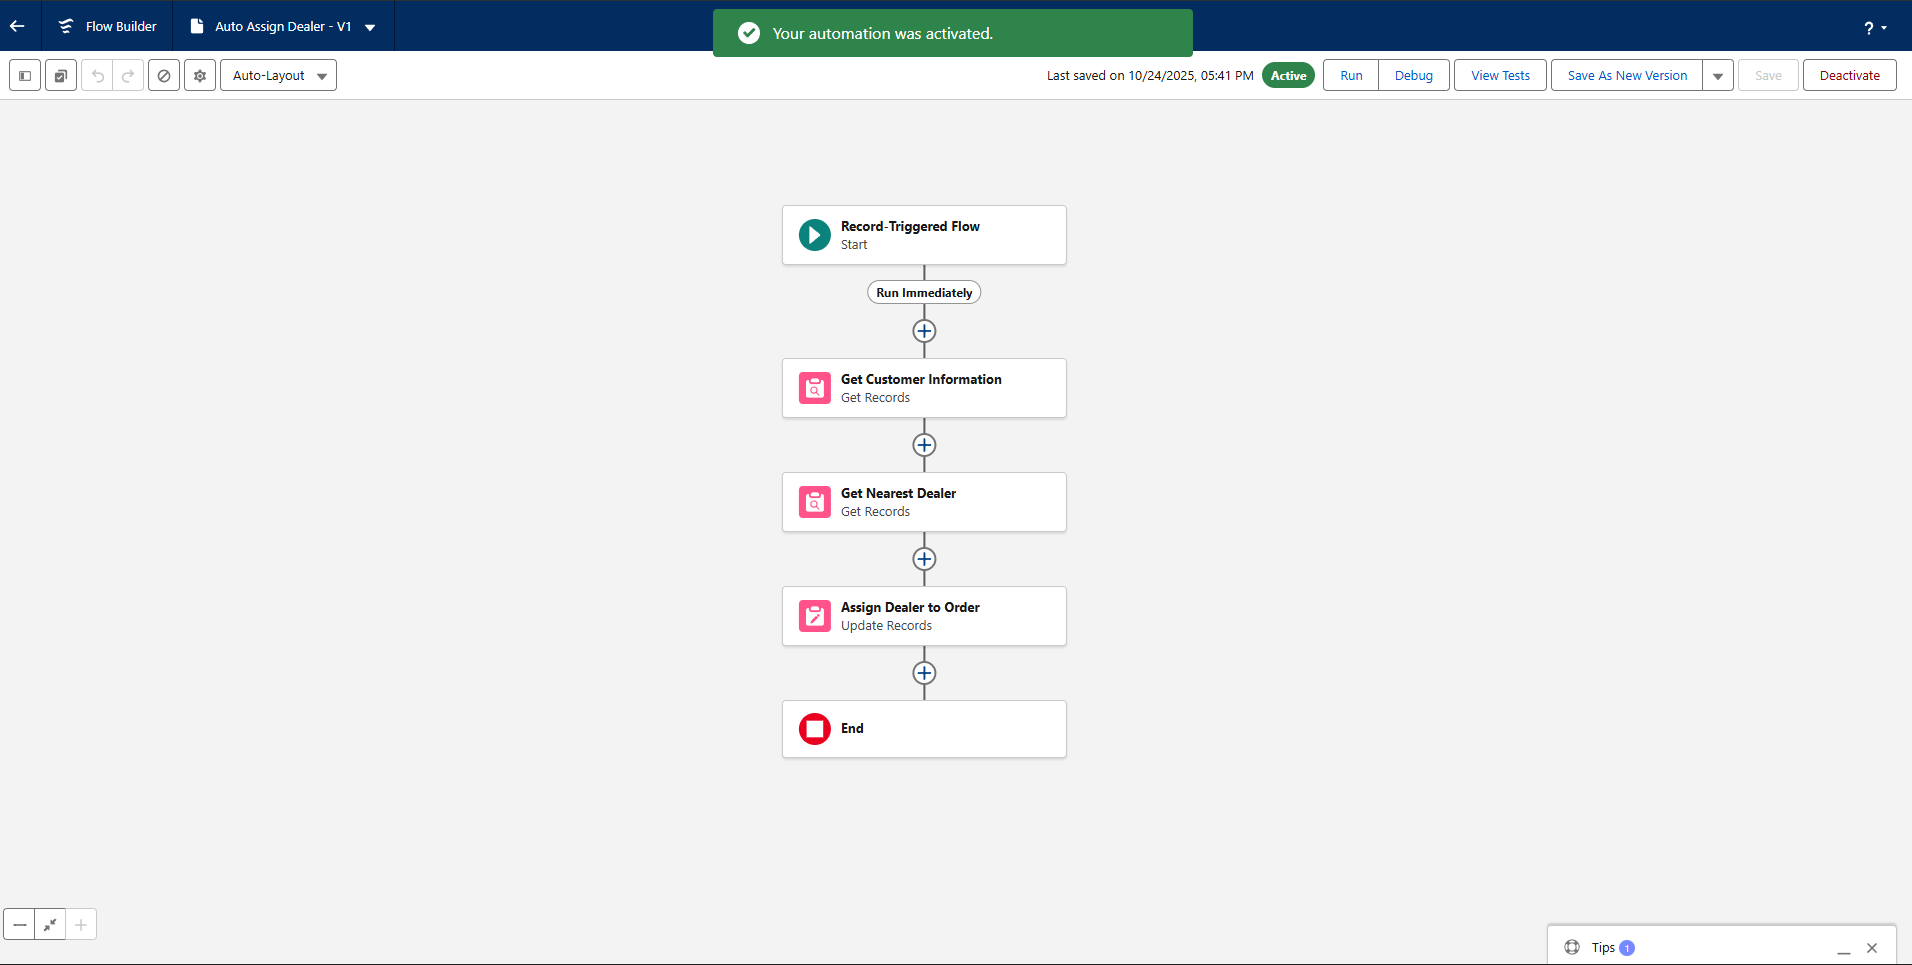 Flow Builder
Auto Assign Dealer - V1
Your automation was activated.
?
Auto-Layout
Last saved on 10/24/2025, 05:41 PM
Active
Run
Debug
View Tests
Save As New Version
Save
Deactivate
Record-Triggered Flow
Start
Run Immediately
Get Customer Information
Get Records
Get Nearest Dealer
Get Records
Assign Dealer to Order
Update Records
End
Tips 1